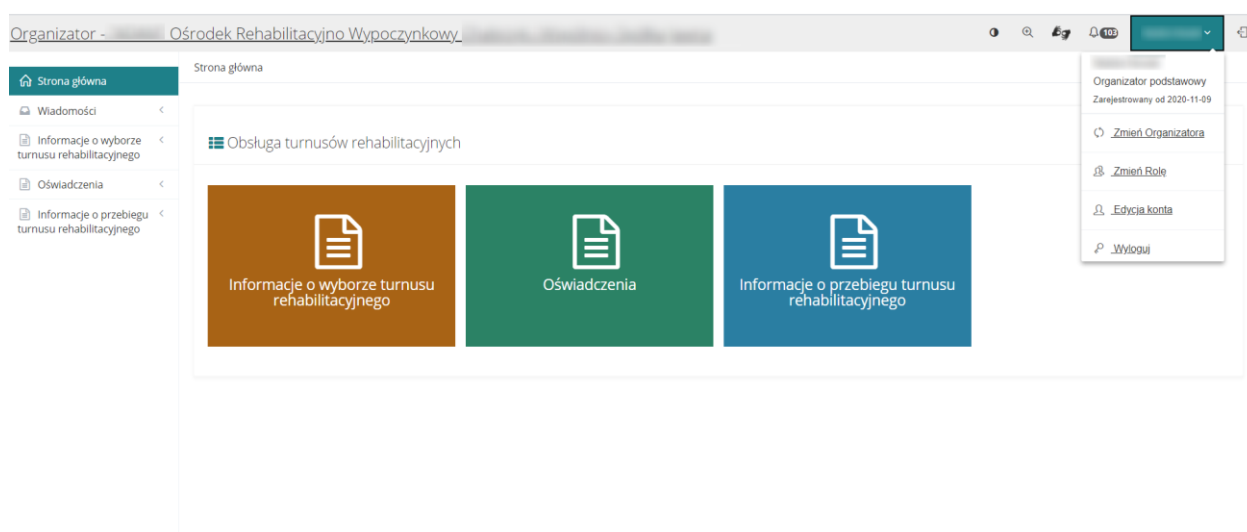 Organizator - Ośrodek Rehabilitacyjno Wypoczynkowy
103
Strona główna
Wiadomości
Informacje o wyborze
turnusu rehabilitacyjnego
Oświadczenia
Informacje o przebiegu
turnusu rehabilitacyjnego
Strona główna
Obsługa turnusów rehabilitacyjnych
Informacje o wyborze turnusu
rehabilitacyjnego
Oświadczenia
Informacje o przebiegu turnusu
rehabilitacyjnego
Organizator podstawowy
Zarejestrowany od 2020-11-09
Zmień Organizatora
Zmień Rolę
Edycja konta
Wyloguj